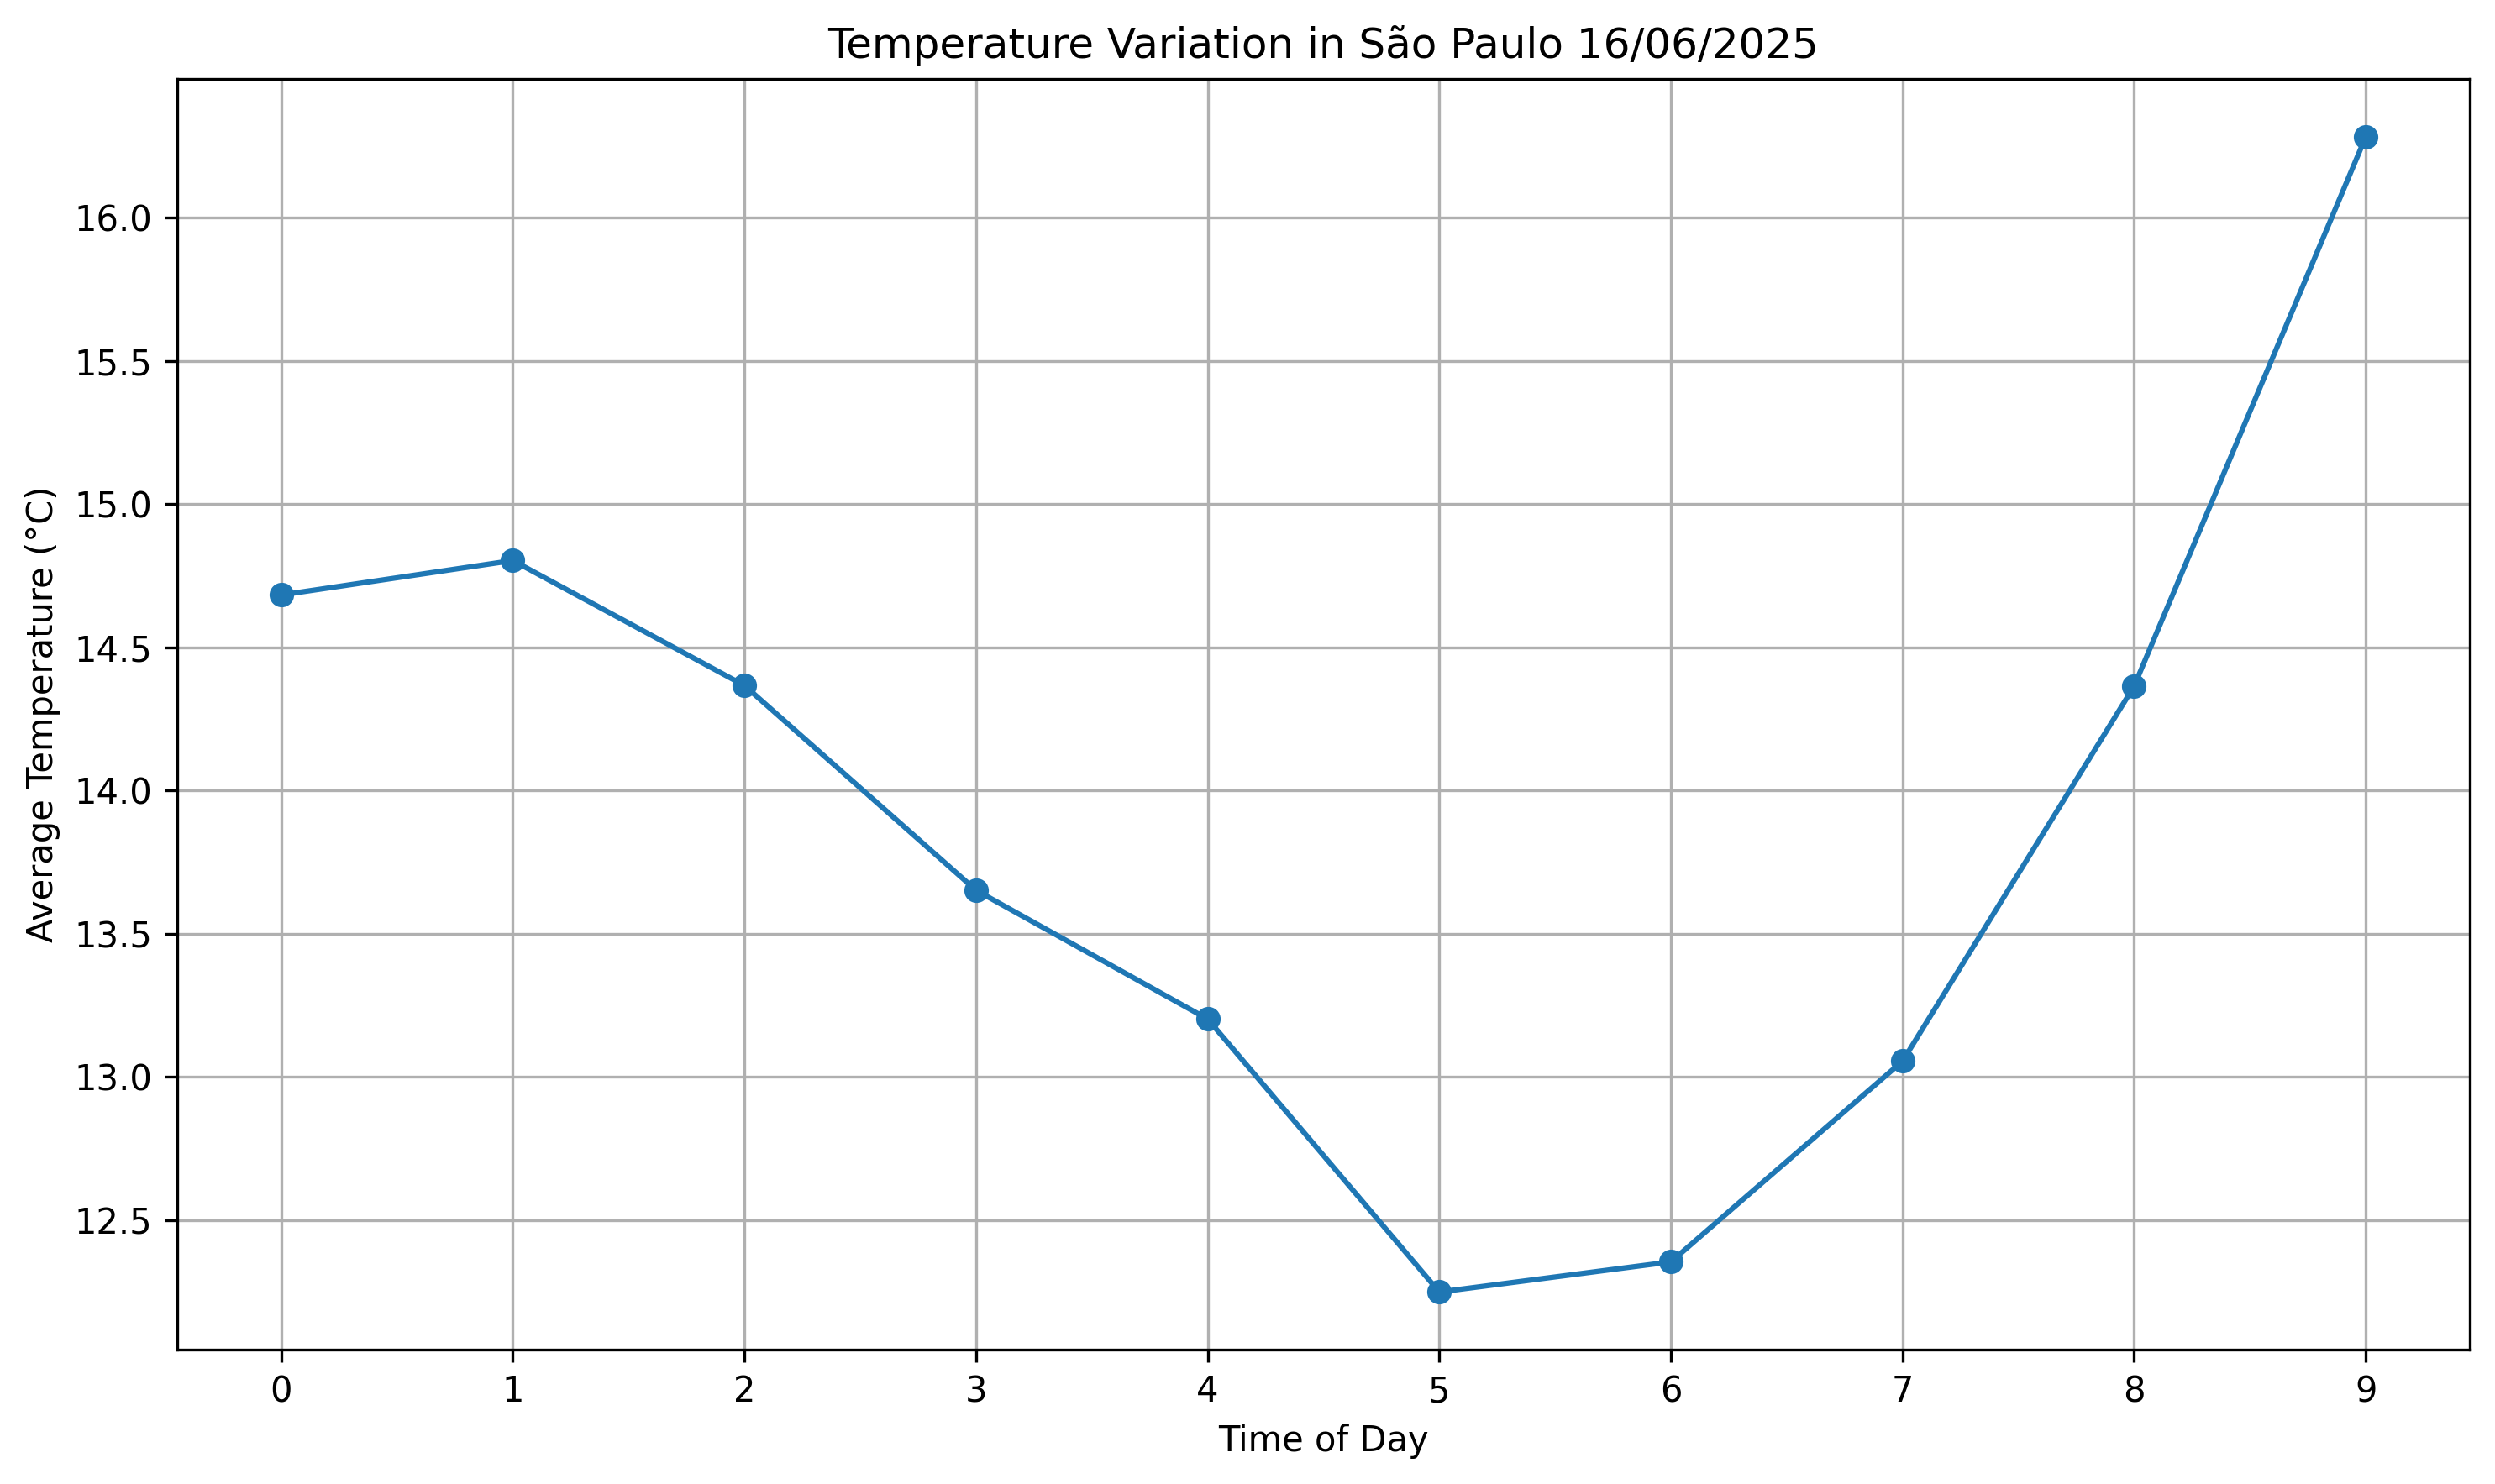 Temperature Variation in São Paulo 16/06/2025
Average Temperature (°C)
16.0
15.5
15.0
14.5
14.0
13.5
13.0
12.5
0 1 2 3 4 5 6 7 8 9
Time of Day